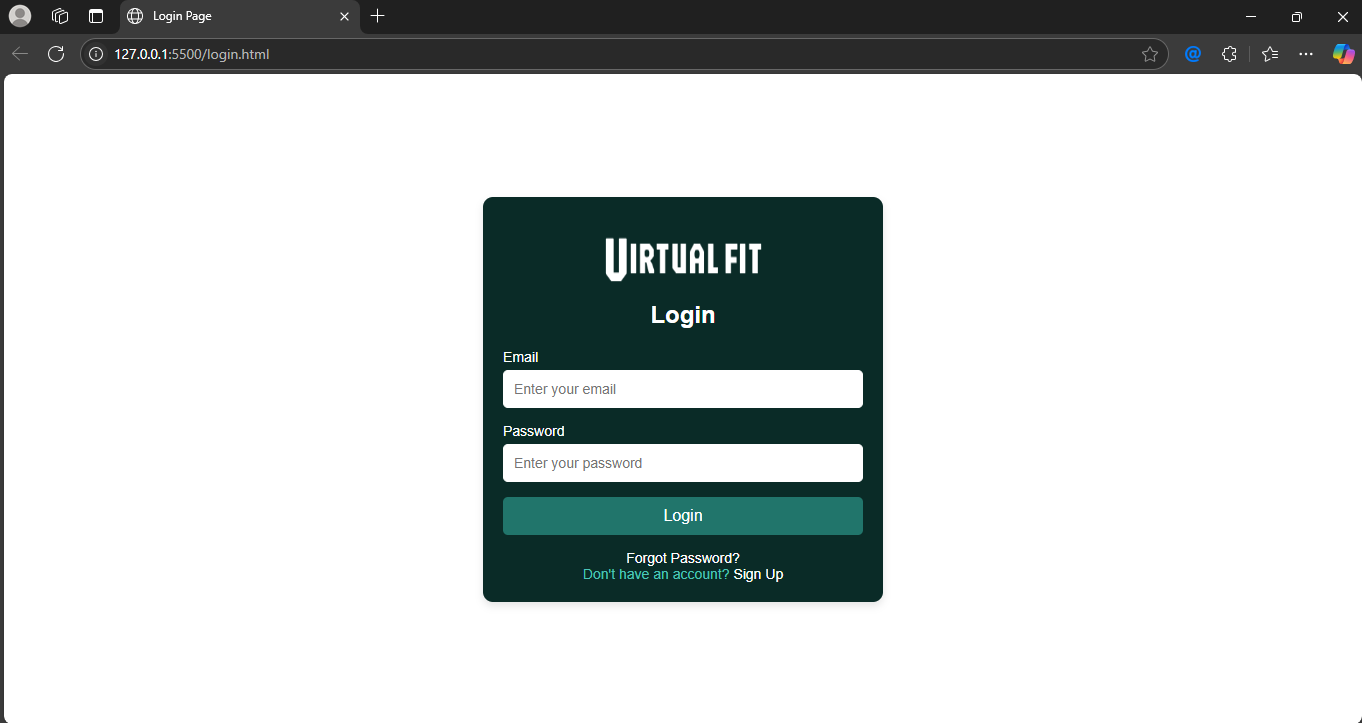 Login Page
127.0.0.1:5500/login.html
VIRTUAL FIT
Login
Email
Enter your email
Password
Enter your password
Login
Forgot Password?
Don't have an account? Sign Up